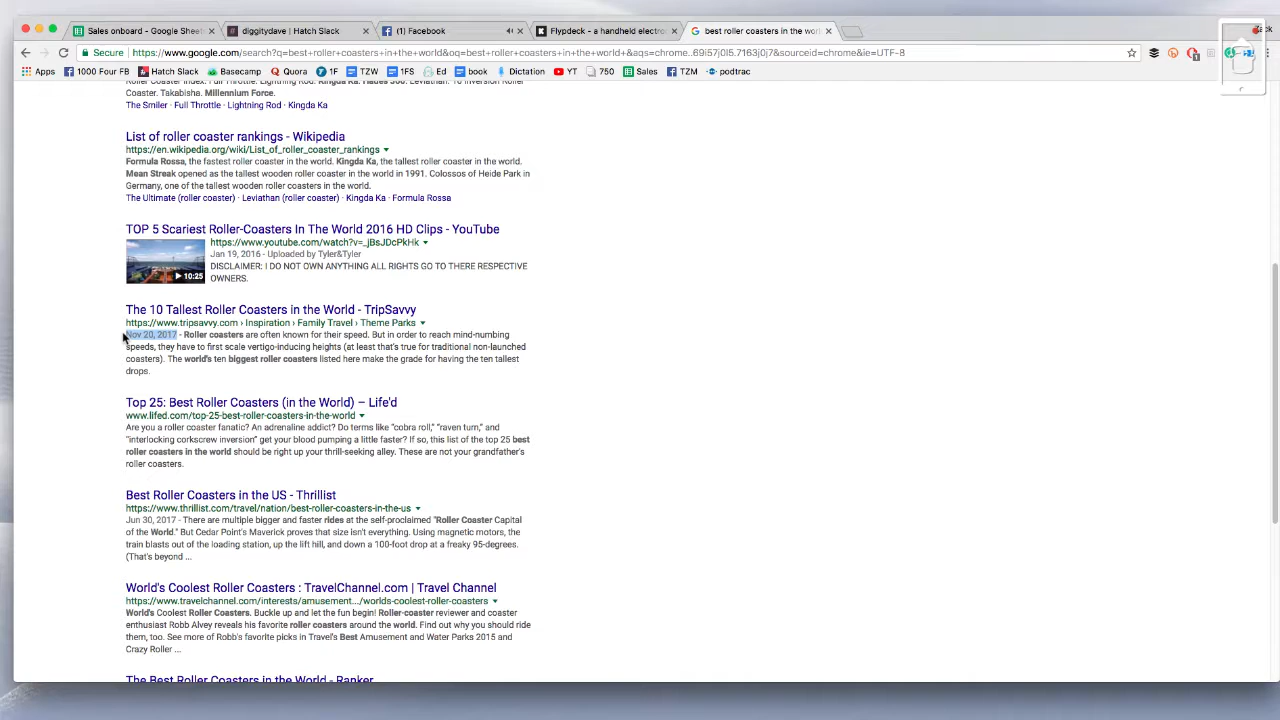 Sales onboard - Google Sheet
diggitydave | Hatch Slack
(1) Facebook
Flypdeck - a handheld electro
best roller coasters in the wor
Secure | https://www.google.com/search?q=best+roller+coasters+in+the+world&oq=best+roller+coasters+in+the+world+&aqs=chrome..69i57j0l5.7163j0j7&sourceid=chrome&ie=UTF-8
Apps 1000 Four FB Hatch Slack Basecamp Quora 1F TZW 1FS Ed book Dictation YT 750 Sales TZM podtrac
Coaster. Takabisha. Millennium Force.
The Smiler · Full Throttle · Lightning Rod · Kingda Ka
List of roller coaster rankings - Wikipedia
https://en.wikipedia.org/wiki/List_of_roller_coaster_rankings
Formula Rossa, the fastest roller coaster in the world. Kingda Ka, the tallest roller coaster in the world.
Mean Streak opened as the tallest wooden roller coaster in the world in 1991. Colossos of Heide Park in
Germany, one of the tallest wooden roller coasters in the world.
The Ultimate (roller coaster) · Leviathan (roller coaster) · Kingda Ka · Formula Rossa
TOP 5 Scariest Roller-Coasters In The World 2016 HD Clips - YouTube
https://www.youtube.com/watch?v=_jBsJDcPkHk
Jan 19, 2016 - Uploaded by Tyler&Tyler
DISCLAIMER: I DO NOT OWN ANYTHING ALL RIGHTS GO TO THERE RESPECTIVE
OWNERS.
10:25
The 10 Tallest Roller Coasters in the World - TripSavvy
https://www.tripsavvy.com › Inspiration › Family Travel › Theme Parks
Nov 20, 2017 - Roller coasters are often known for their speed. But in order to reach mind-numbing
speeds, they have to first scale vertigo-inducing heights (at least that's true for traditional non-launched
coasters). The world's ten biggest roller coasters listed here make the grade for having the ten tallest
drops.
Top 25: Best Roller Coasters (in the World) – Life'd
www.lifed.com/top-25-best-roller-coasters-in-the-world
Are you a roller coaster fanatic? An adrenaline addict? Do terms like "cobra roll," "raven turn," and
"interlocking corkscrew inversion" get your blood pumping a little faster? If so, this list of the top 25 best
roller coasters in the world should be right up your thrill-seeking alley. These are not your grandfather's
roller coasters.
Best Roller Coasters in the US - Thrillist
https://www.thrillist.com/travel/nation/best-roller-coasters-in-the-us
Jun 30, 2017 - There are multiple bigger and faster rides at the self-proclaimed "Roller Coaster Capital
of the World." But Cedar Point's Maverick proves that size isn't everything. Using magnetic motors, the
train blasts out of the loading station, up the lift hill, and down a 100-foot drop at a freaky 95-degrees.
(That's beyond ...
World's Coolest Roller Coasters : TravelChannel.com | Travel Channel
https://www.travelchannel.com/interests/amusement.../worlds-coolest-roller-coasters
World's Coolest Roller Coasters. Buckle up and let the fun begin! Roller-coaster reviewer and coaster
enthusiast Robb Alvey reveals his favorite roller coasters around the world. Find out why you should ride
them, too. See more of Robb's favorite picks in Travel's Best Amusement and Water Parks 2015 and
Crazy Roller ...
The Best Roller Coasters in the World - Ranker